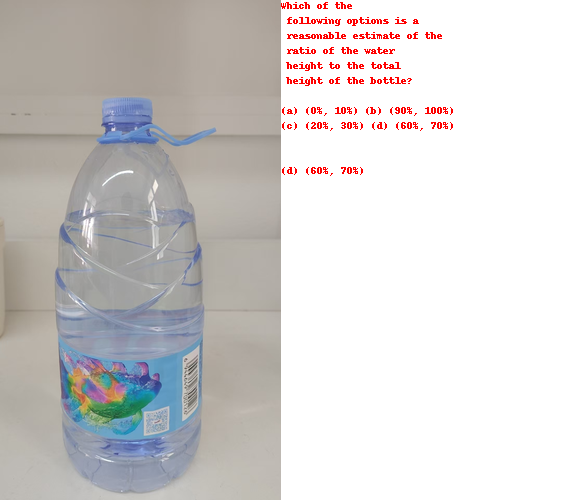 Which of the
following options is a
reasonable estimate of the
ratio of the water
height to the total
height of the bottle?
(a) (0%, 10%) (b) (90%, 100%)
(c) (20%, 30%) (d) (60%, 70%)
(d) (60%, 70%)